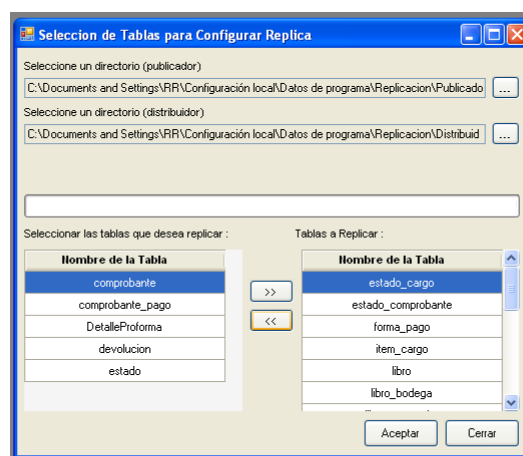 Seleccion de Tablas para Configurar Replica
Seleccione un directorio (publicador)
C:\Documents and Settings\RR\Configuración local\Datos de programa\Replicacion\Publicado ...
Seleccione un directorio (distribuidor)
C:\Documents and Settings\RR\Configuración local\Datos de programa\Replicacion\Distribuid ...
Seleccionar las tablas que desea replicar :
Nombre de la Tabla
comprobante
comprobante_pago
DetalleProforma
devolucion
estado
>>
<<
Tablas a Replicar :
Nombre de la Tabla
estado_cargo
estado_comprobante
forma_pago
item_cargo
libro
libro_bodega
Aceptar Cerrar